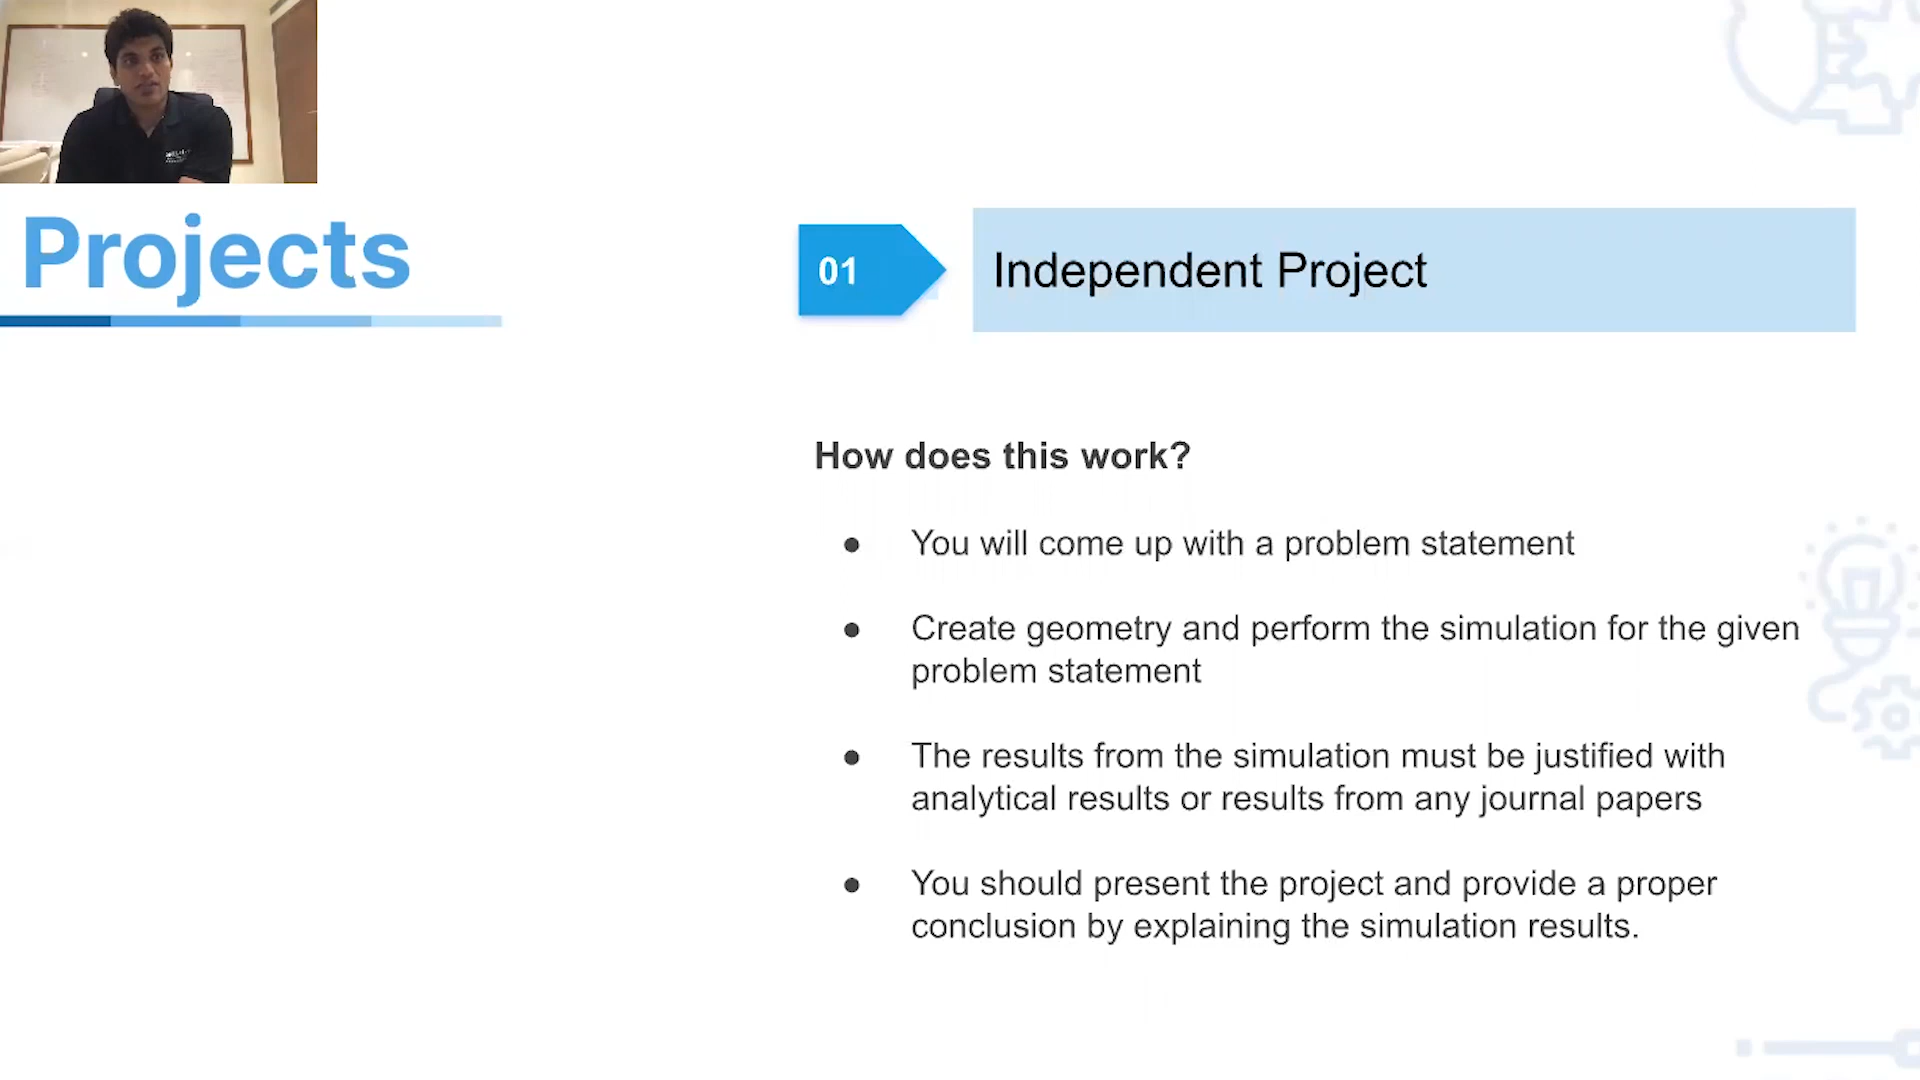 Projects
01
Independent Project
How does this work?
● You will come up with a problem statement
● Create geometry and perform the simulation for the given
problem statement
● The results from the simulation must be justified with
analytical results or results from any journal papers
● You should present the project and provide a proper
conclusion by explaining the simulation results.